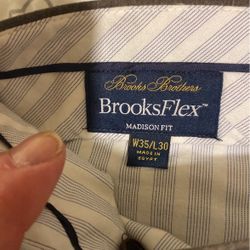 Brooks Brothers
BrooksFlex™
MADISON FIT
W35/L30
MADE IN
EGYPT